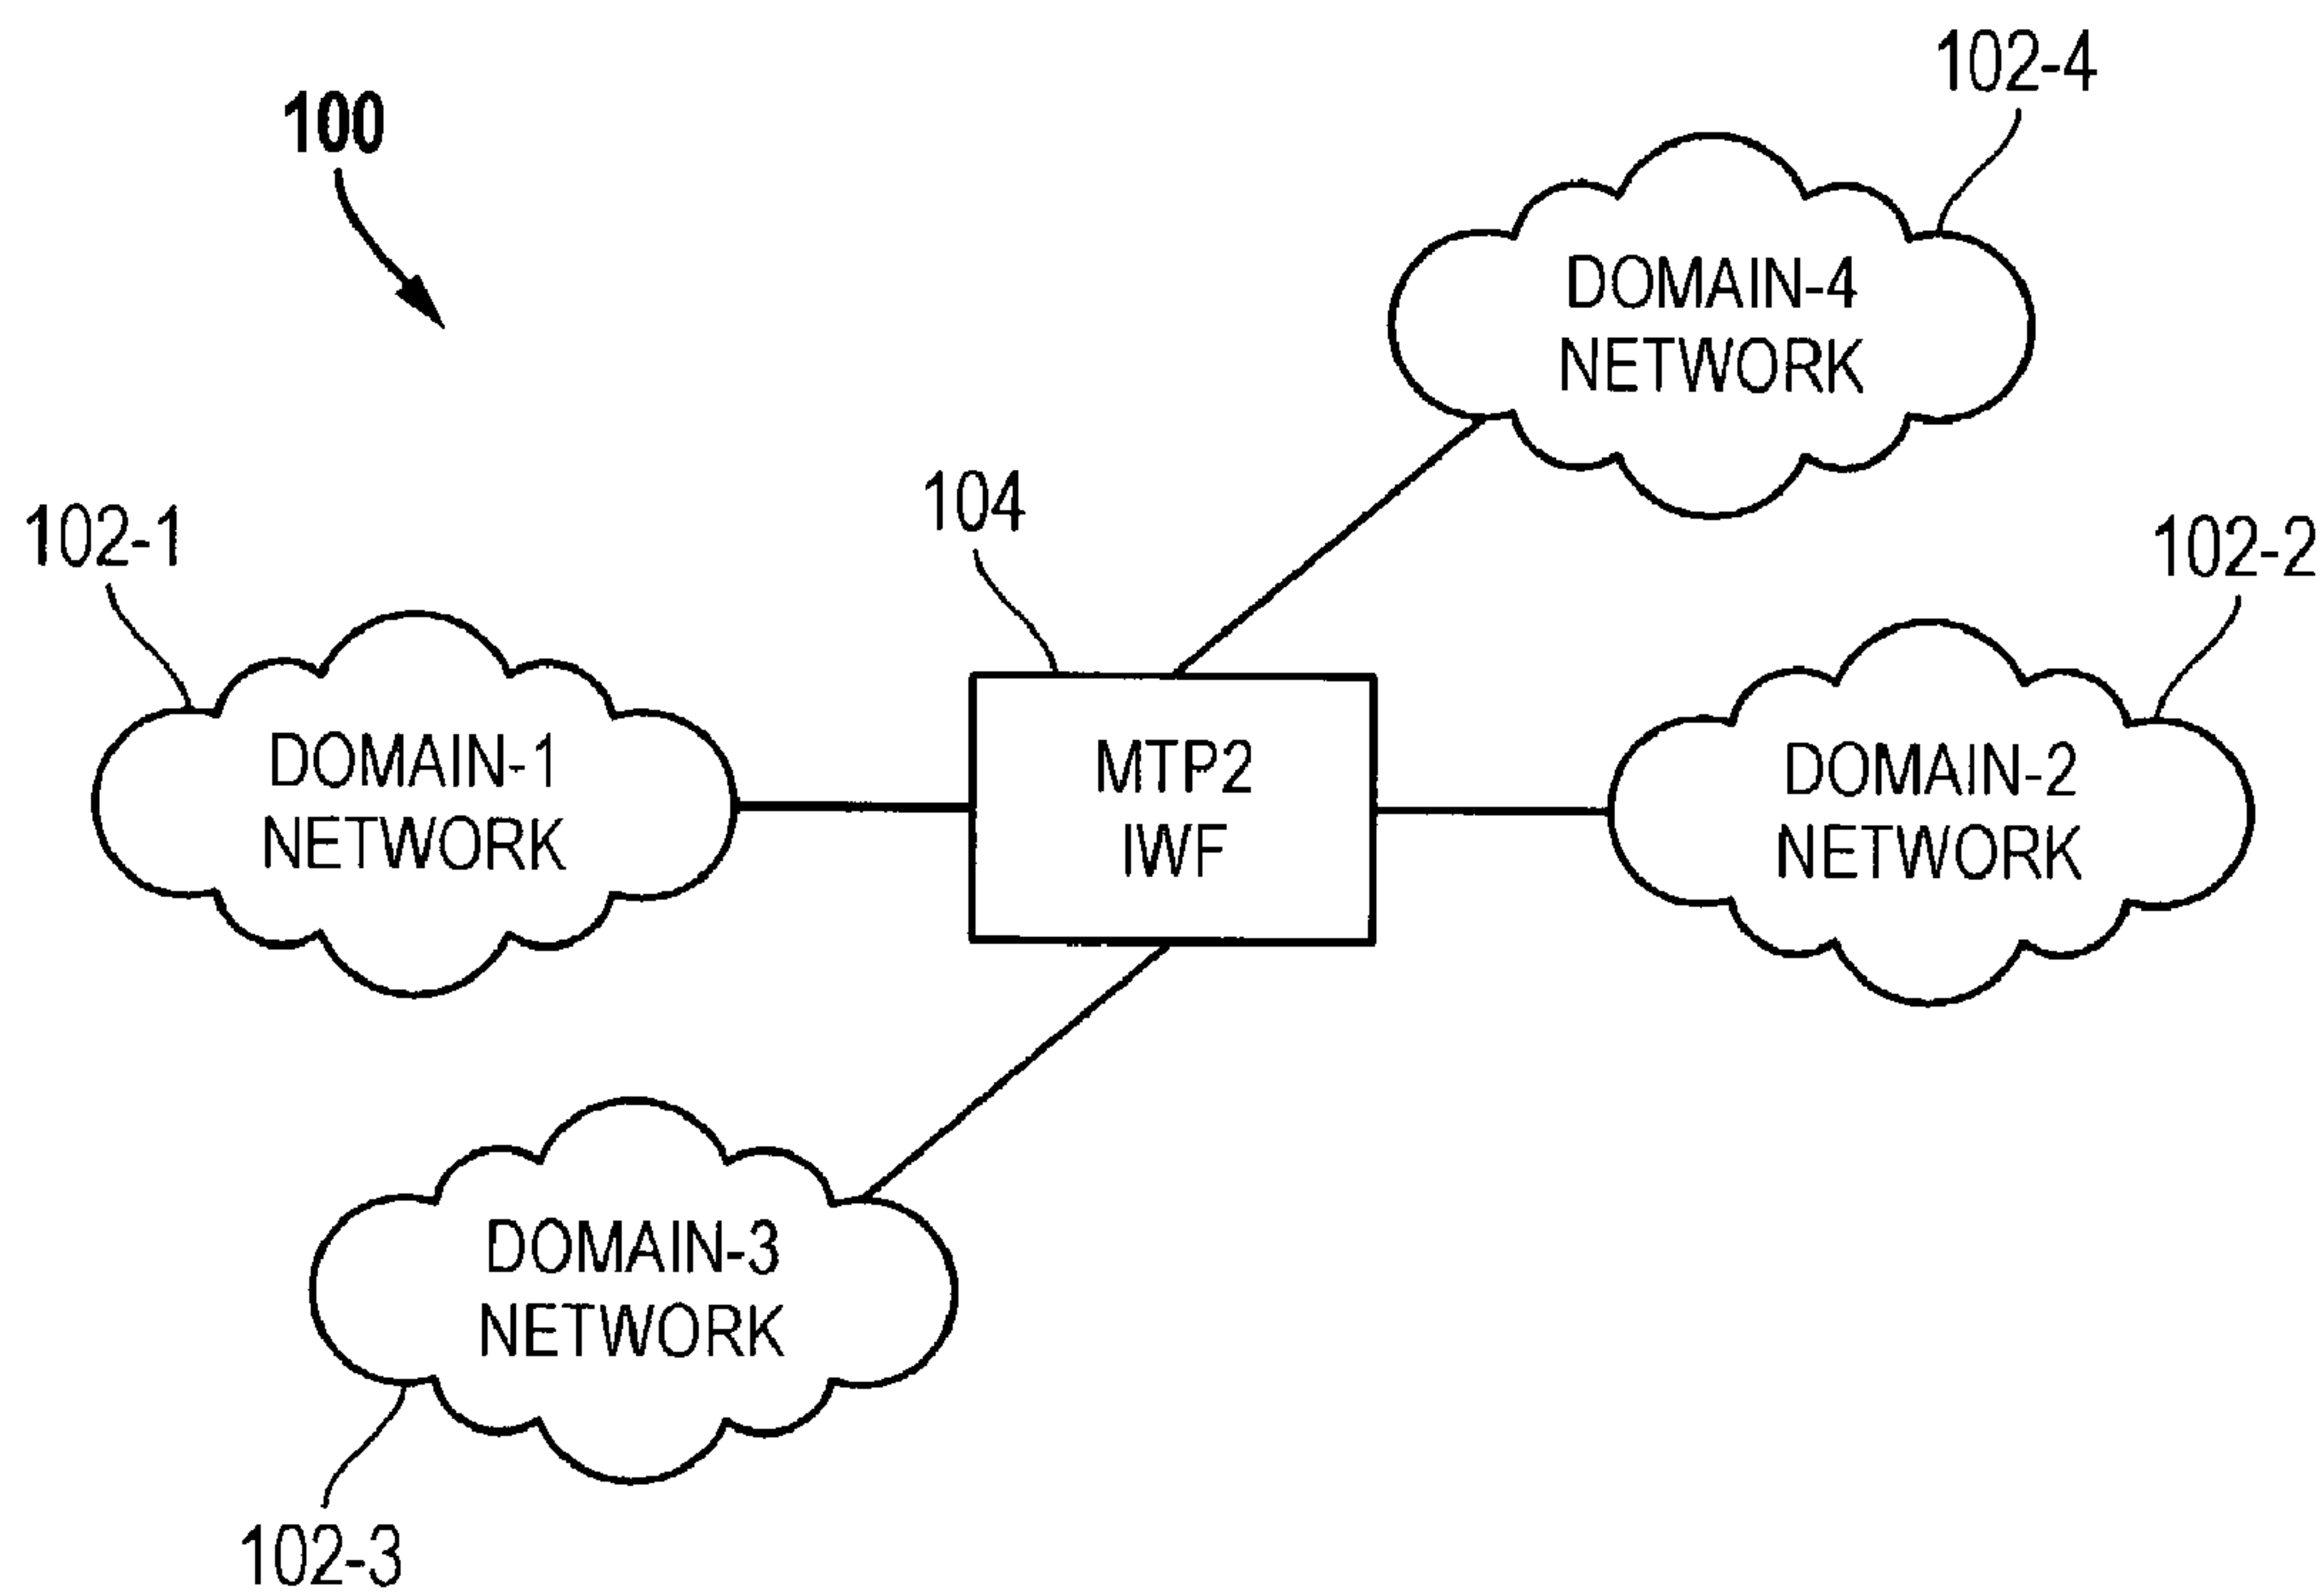 102-4
100
DOMAIN-4
NETWORK
104
102-1
102-2
DOMAIN-1
NETWORK
MTP2
IWF
DOMAIN-2
NETWORK
DOMAIN-3
NETWORK
102-3